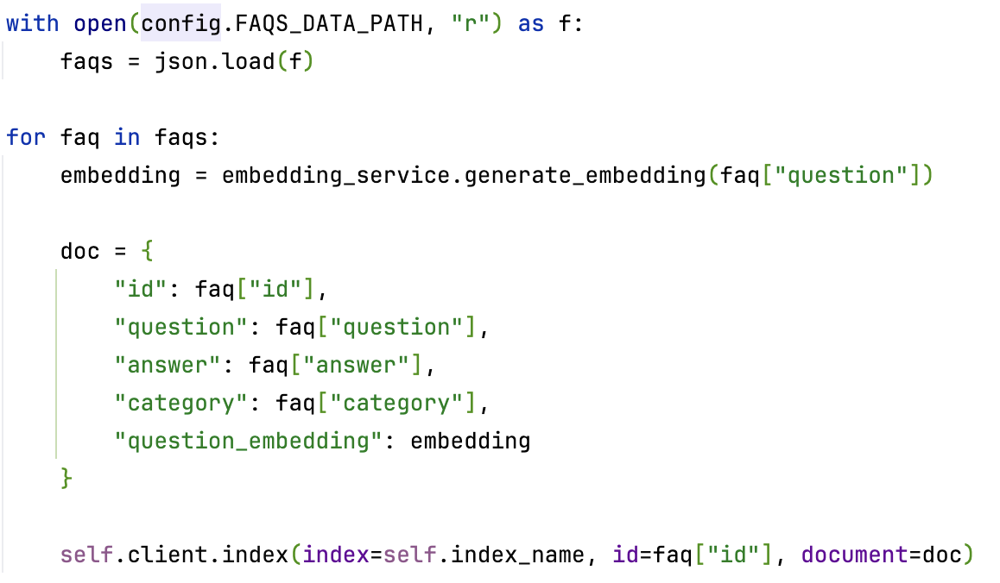 with open(config.FAQS_DATA_PATH, "r") as f:
    faqs = json.load(f)

for faq in faqs:
    embedding = embedding_service.generate_embedding(faq["question"])

    doc = {
        "id": faq["id"],
        "question": faq["question"],
        "answer": faq["answer"],
        "category": faq["category"],
        "question_embedding": embedding
    }

    self.client.index(index=self.index_name, id=faq["id"], document=doc)